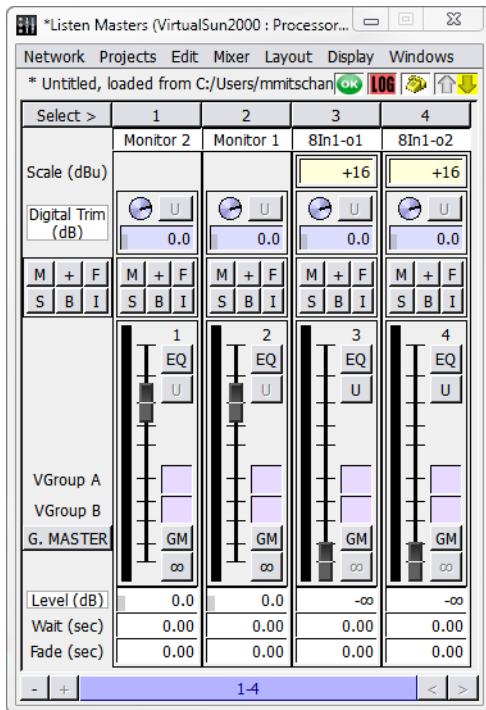 *Listen Masters (VirtualSun2000 : Processor...
Network Projects Edit Mixer Layout Display Windows
* Untitled, loaded from C:/Users/mmitschan OK LOG
Select > 1 2 3 4
Monitor 2 Monitor 1 8In1-o1 8In1-o2
Scale (dBu) +16 +16
Digital Trim (dB) U U U U
0.0 0.0 0.0 0.0
M + F M + F M + F M + F M + F
S B I S B I S B I S B I S B I
1 2 3 4
EQ EQ EQ EQ
U U U U
VGroup A
VGroup B
G. MASTER GM GM GM GM
∞ ∞ ∞ ∞
Level (dB) 0.0 0.0 -∞ -∞
Wait (sec) 0.00 0.00 0.00 0.00
Fade (sec) 0.00 0.00 0.00 0.00
- + 1-4 < >